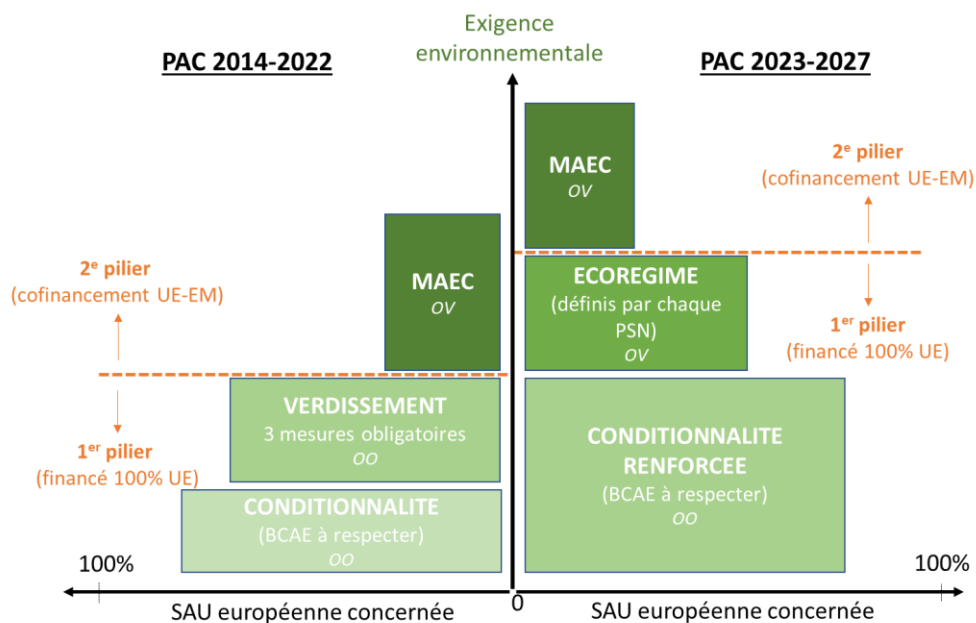 Exigence
environnementale
PAC 2014-2022
PAC 2023-2027
MAEC
OV
2e pilier
(cofinancement UE-EM)
MAEC
OV
2e pilier
(cofinancement UE-EM)
ECOREGIME
(définis par chaque
PSN)
OV
1er pilier
(financé 100% UE)
VERDISSEMENT
3 mesures obligatoires
OO
1er pilier
(financé 100% UE)
CONDITIONNALITE
(BCAE à respecter)
OO
CONDITIONNALITE
RENFORCEE
(BCAE à respecter)
OO
100%
0
100%
SAU européenne concernée
SAU européenne concernée